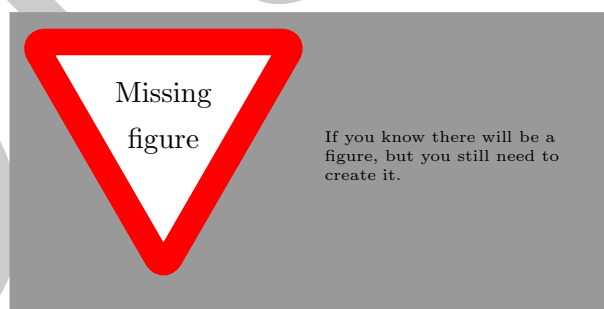 Missing
figure
If you know there will be a
figure, but you still need to
create it.